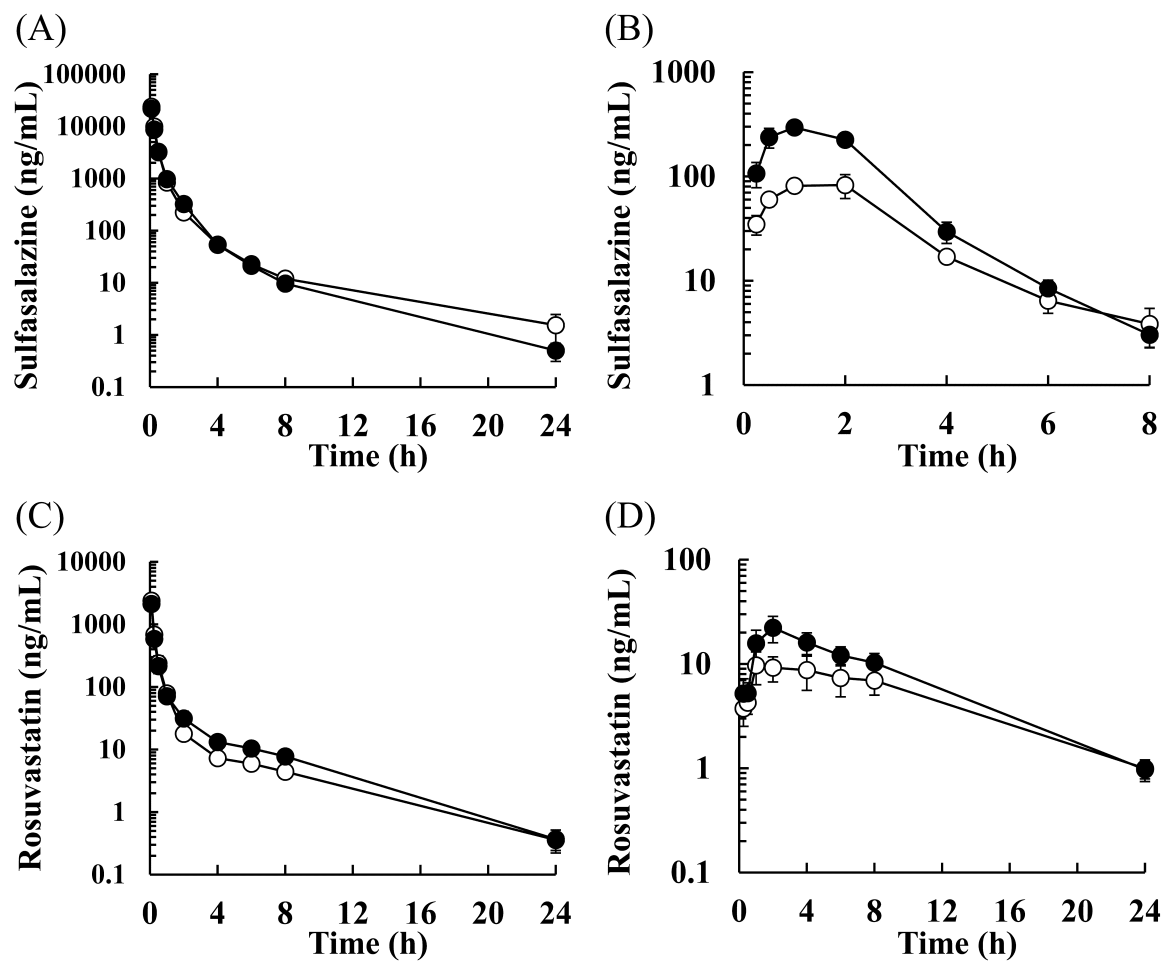 (A)
Sulfasalazine (ng/mL)
100000
10000
1000
100
10
1
0.1
0 4 8 12 16 20 24
Time (h)
(B)
Sulfasalazine (ng/mL)
1000
100
10
1
0 2 4 6 8
Time (h)
(C)
Rosuvastatin (ng/mL)
10000
1000
100
10
1
0.1
0 4 8 12 16 20 24
Time (h)
(D)
Rosuvastatin (ng/mL)
100
10
1
0.1
0 4 8 12 16 20 24
Time (h)